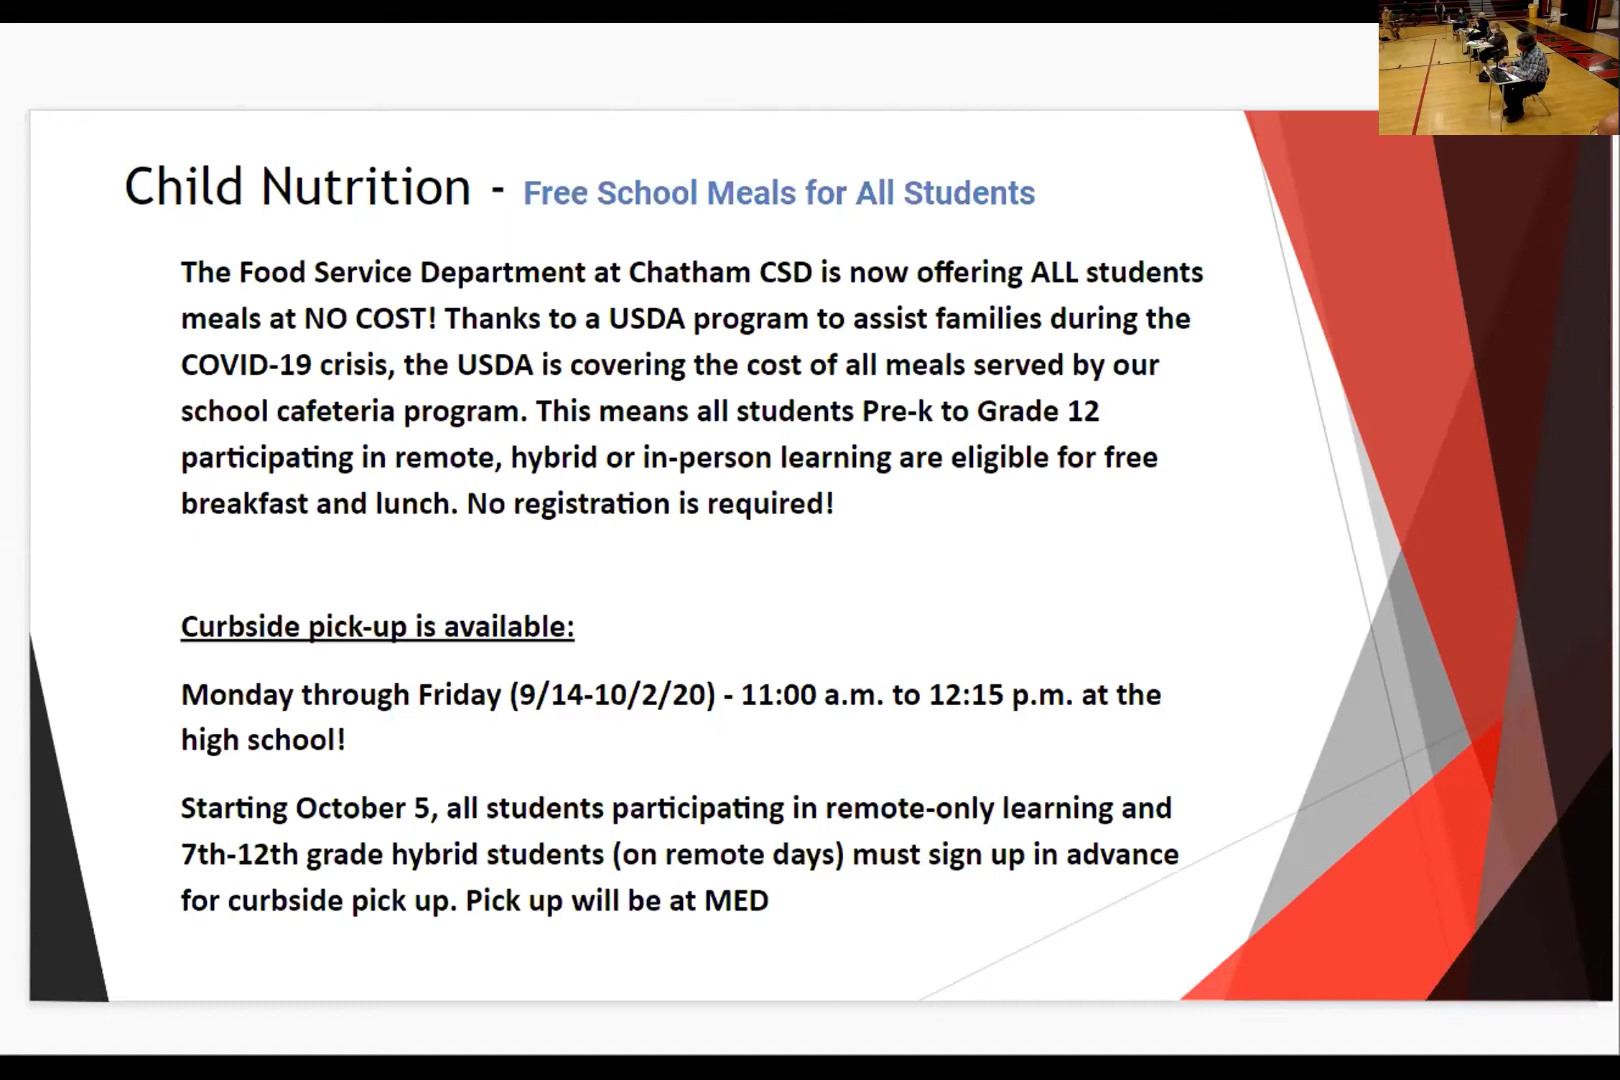 Child Nutrition - Free School Meals for All Students
The Food Service Department at Chatham CSD is now offering ALL students
meals at NO COST! Thanks to a USDA program to assist families during the
COVID-19 crisis, the USDA is covering the cost of all meals served by our
school cafeteria program. This means all students Pre-k to Grade 12
participating in remote, hybrid or in-person learning are eligible for free
breakfast and lunch. No registration is required!
Curbside pick-up is available:
Monday through Friday (9/14-10/2/20) - 11:00 a.m. to 12:15 p.m. at the
high school!
Starting October 5, all students participating in remote-only learning and
7th-12th grade hybrid students (on remote days) must sign up in advance
for curbside pick up. Pick up will be at MED